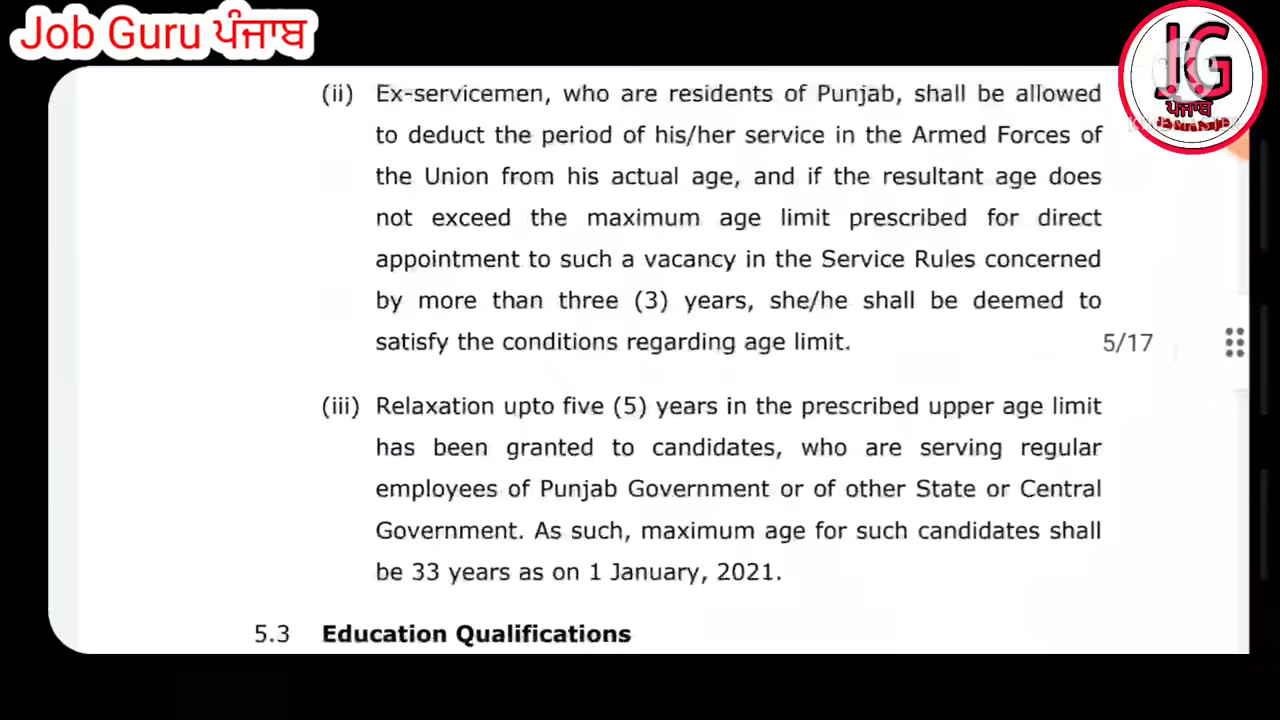 Job Guru ਪੰਜਾਬ
JG
ਪੰਜਾਬ
Job Guru Punjab
(ii) Ex-servicemen, who are residents of Punjab, shall be allowed
to deduct the period of his/her service in the Armed Forces of
the Union from his actual age, and if the resultant age does
not exceed the maximum age limit prescribed for direct
appointment to such a vacancy in the Service Rules concerned
by more than three (3) years, she/he shall be deemed to
satisfy the conditions regarding age limit.
5/17
(iii) Relaxation upto five (5) years in the prescribed upper age limit
has been granted to candidates, who are serving regular
employees of Punjab Government or of other State or Central
Government. As such, maximum age for such candidates shall
be 33 years as on 1 January, 2021.
5.3 Education Qualifications